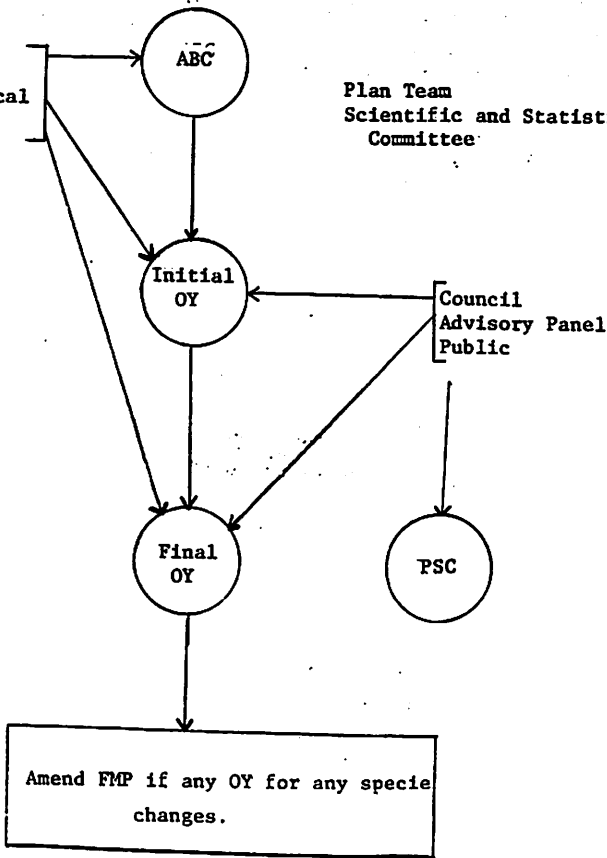 ABC
cal
Plan Team
Scientific and Statist
Committee
Initial
OY
Council
Advisory Panel
Public
Final
OY
PSC
Amend FMP if any OY for any specie
changes.